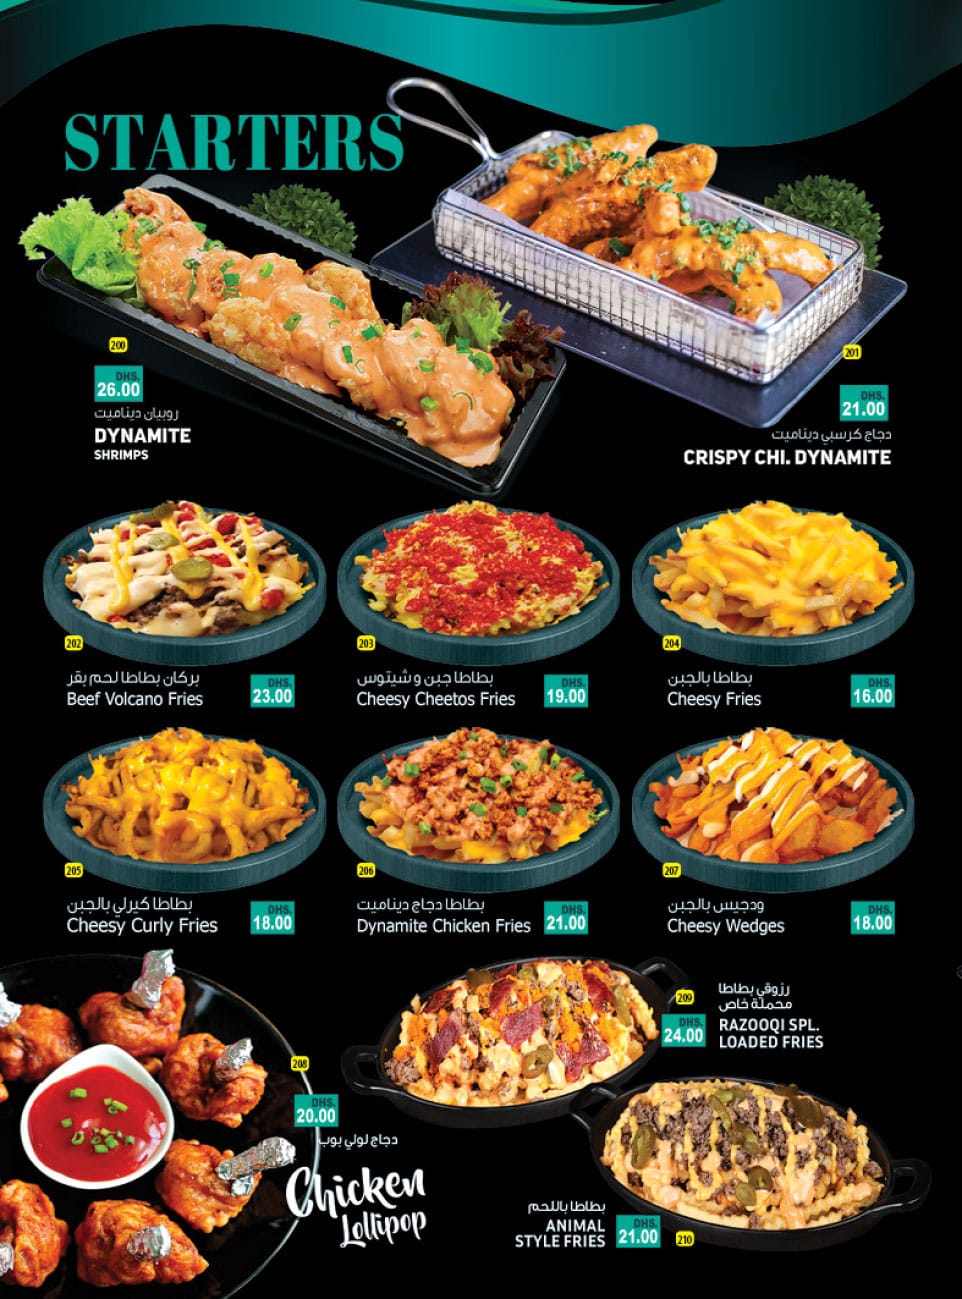 STARTERS
200
DHS.
26.00
روبيان ديناميت
DYNAMITE
SHRIMPS
201
DHS.
21.00
دجاج كرسبي ديناميت
CRISPY CHI. DYNAMITE
202
بركان بطاطا لحم بقر
Beef Volcano Fries
DHS.
23.00
203
بطاطا جبن و شيتوس
Cheesy Cheetos Fries
DHS.
19.00
204
بطاطا بالجبن
Cheesy Fries
DHS.
16.00
205
بطاطا كيرلي بالجبن
Cheesy Curly Fries
DHS.
18.00
206
بطاطا دجاج ديناميت
Dynamite Chicken Fries
DHS.
21.00
207
ودجيس بالجبن
Cheesy Wedges
DHS.
18.00
208
DHS.
20.00
دجاج لولي بوب
Chicken
Lollipop
209
DHS.
24.00
رزوقي بطاطا
محملة خاص
RAZOOQI SPL.
LOADED FRIES
بطاطا باللحم
ANIMAL
STYLE FRIES
DHS.
21.00
210